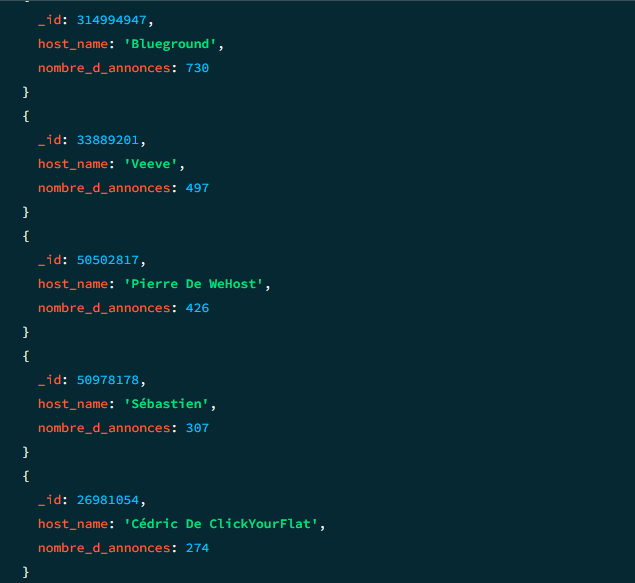 _id: 314994947,
host_name: 'Blueground',
nombre_d_annonces: 730
}
{
_id: 33889201,
host_name: 'Veeve',
nombre_d_annonces: 497
}
{
_id: 50502817,
host_name: 'Pierre De WeHost',
nombre_d_annonces: 426
}
{
_id: 50978178,
host_name: 'Sébastien',
nombre_d_annonces: 307
}
{
_id: 26981054,
host_name: 'Cédric De ClickYourFlat',
nombre_d_annonces: 274
}